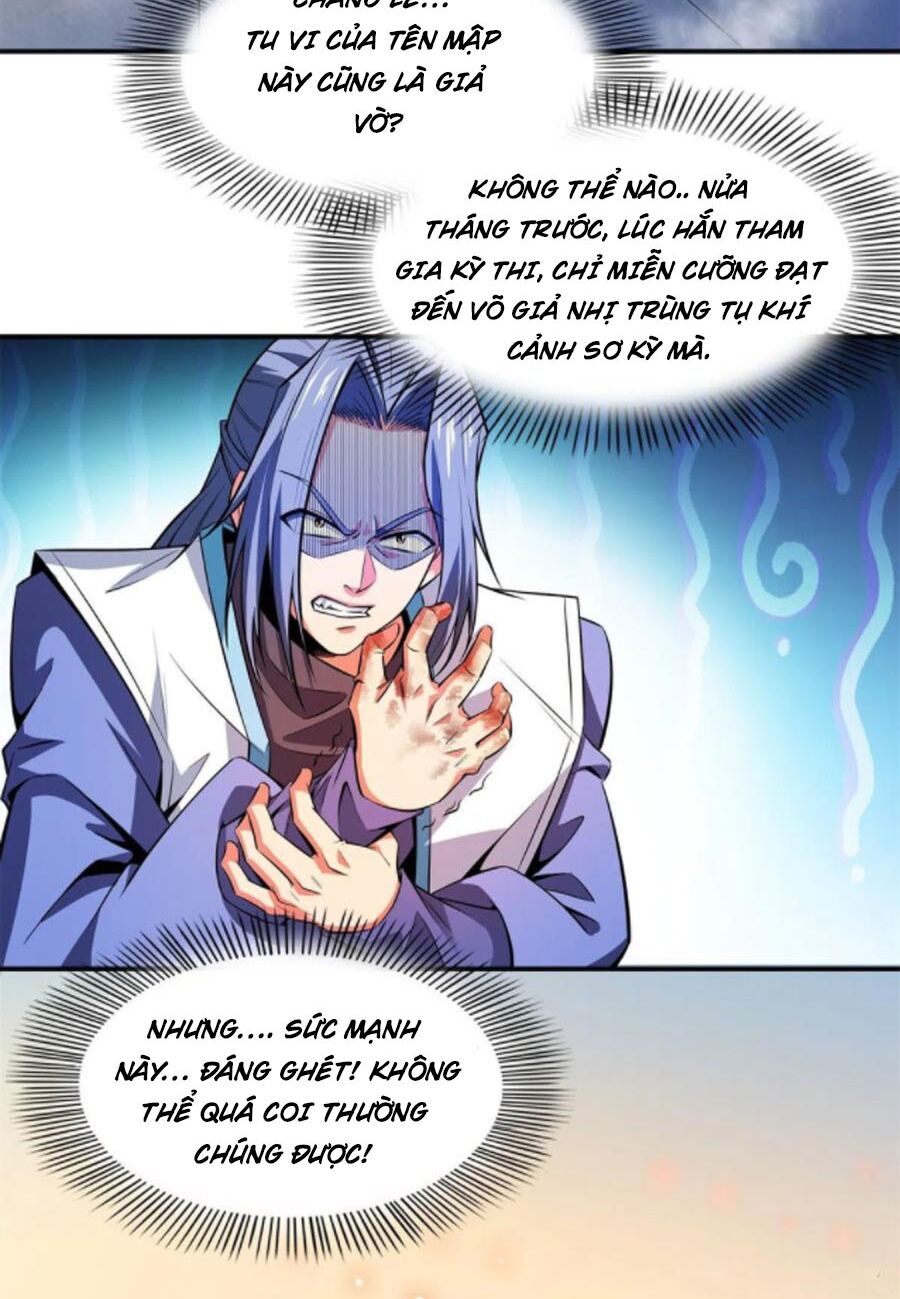 CHẲNG LẼ...
TU VI CỦA TÊN MẬP
NÀY CŨNG LÀ GIẢ
VỜ?
KHÔNG THỂ NÀO.. NỬA
THÁNG TRƯỚC, LÚC HẮN THAM
GIA KỲ THI, CHỈ MIỄN CƯỠNG ĐẠT
ĐẾN VÕ GIẢ NHỊ TRÙNG TỤ KHÍ
CẢNH SƠ KỲ MÀ.
NHƯNG.... SỨC MẠNH
NÀY... ĐÁNG GHÉT! KHÔNG
THỂ QUÁ COI THƯỜNG
CHÚNG ĐƯỢC!